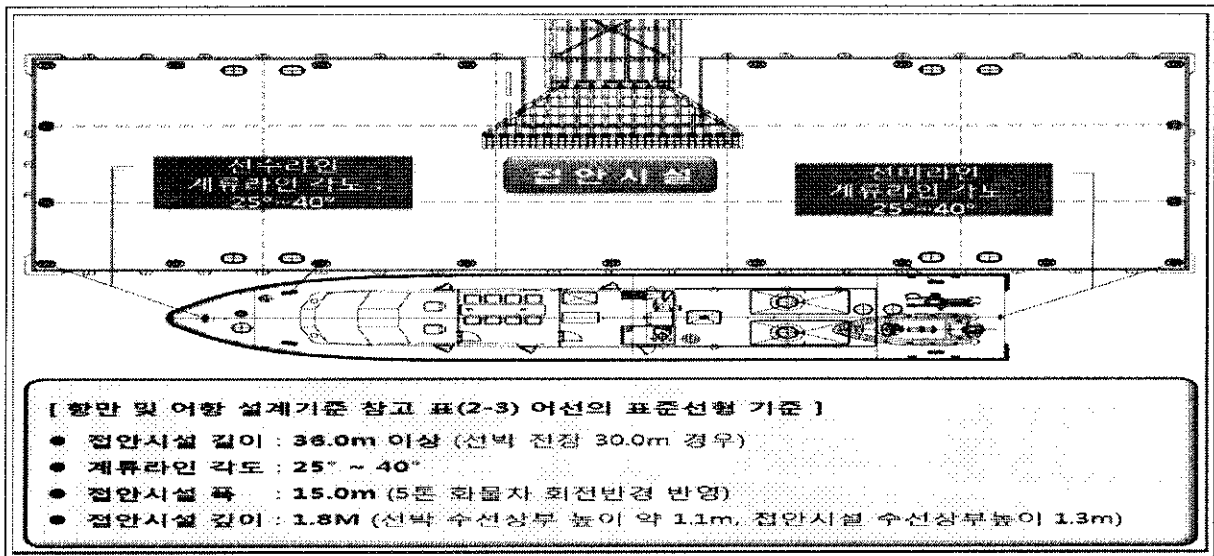 선수라인
계류라인 각도 :
25°~40°
접안시설
선미라인
계류라인 각도 :
25°~40°
[ 항만 및 어항 설계기준 참고 표(2-3) 어선의 표준선형 기준 ]
● 접안시설 길이 : 36.0m 이상 (선박 전장 30.0m 경우)
● 계류라인 각도 : 25° ~ 40°
● 접안시설 폭 : 15.0m (5톤 화물차 회전반경 반영)
● 접안시설 깊이 : 1.8M (선박 수선상부 높이 약 1.1m, 접안시설 수선상부높이 1.3m)